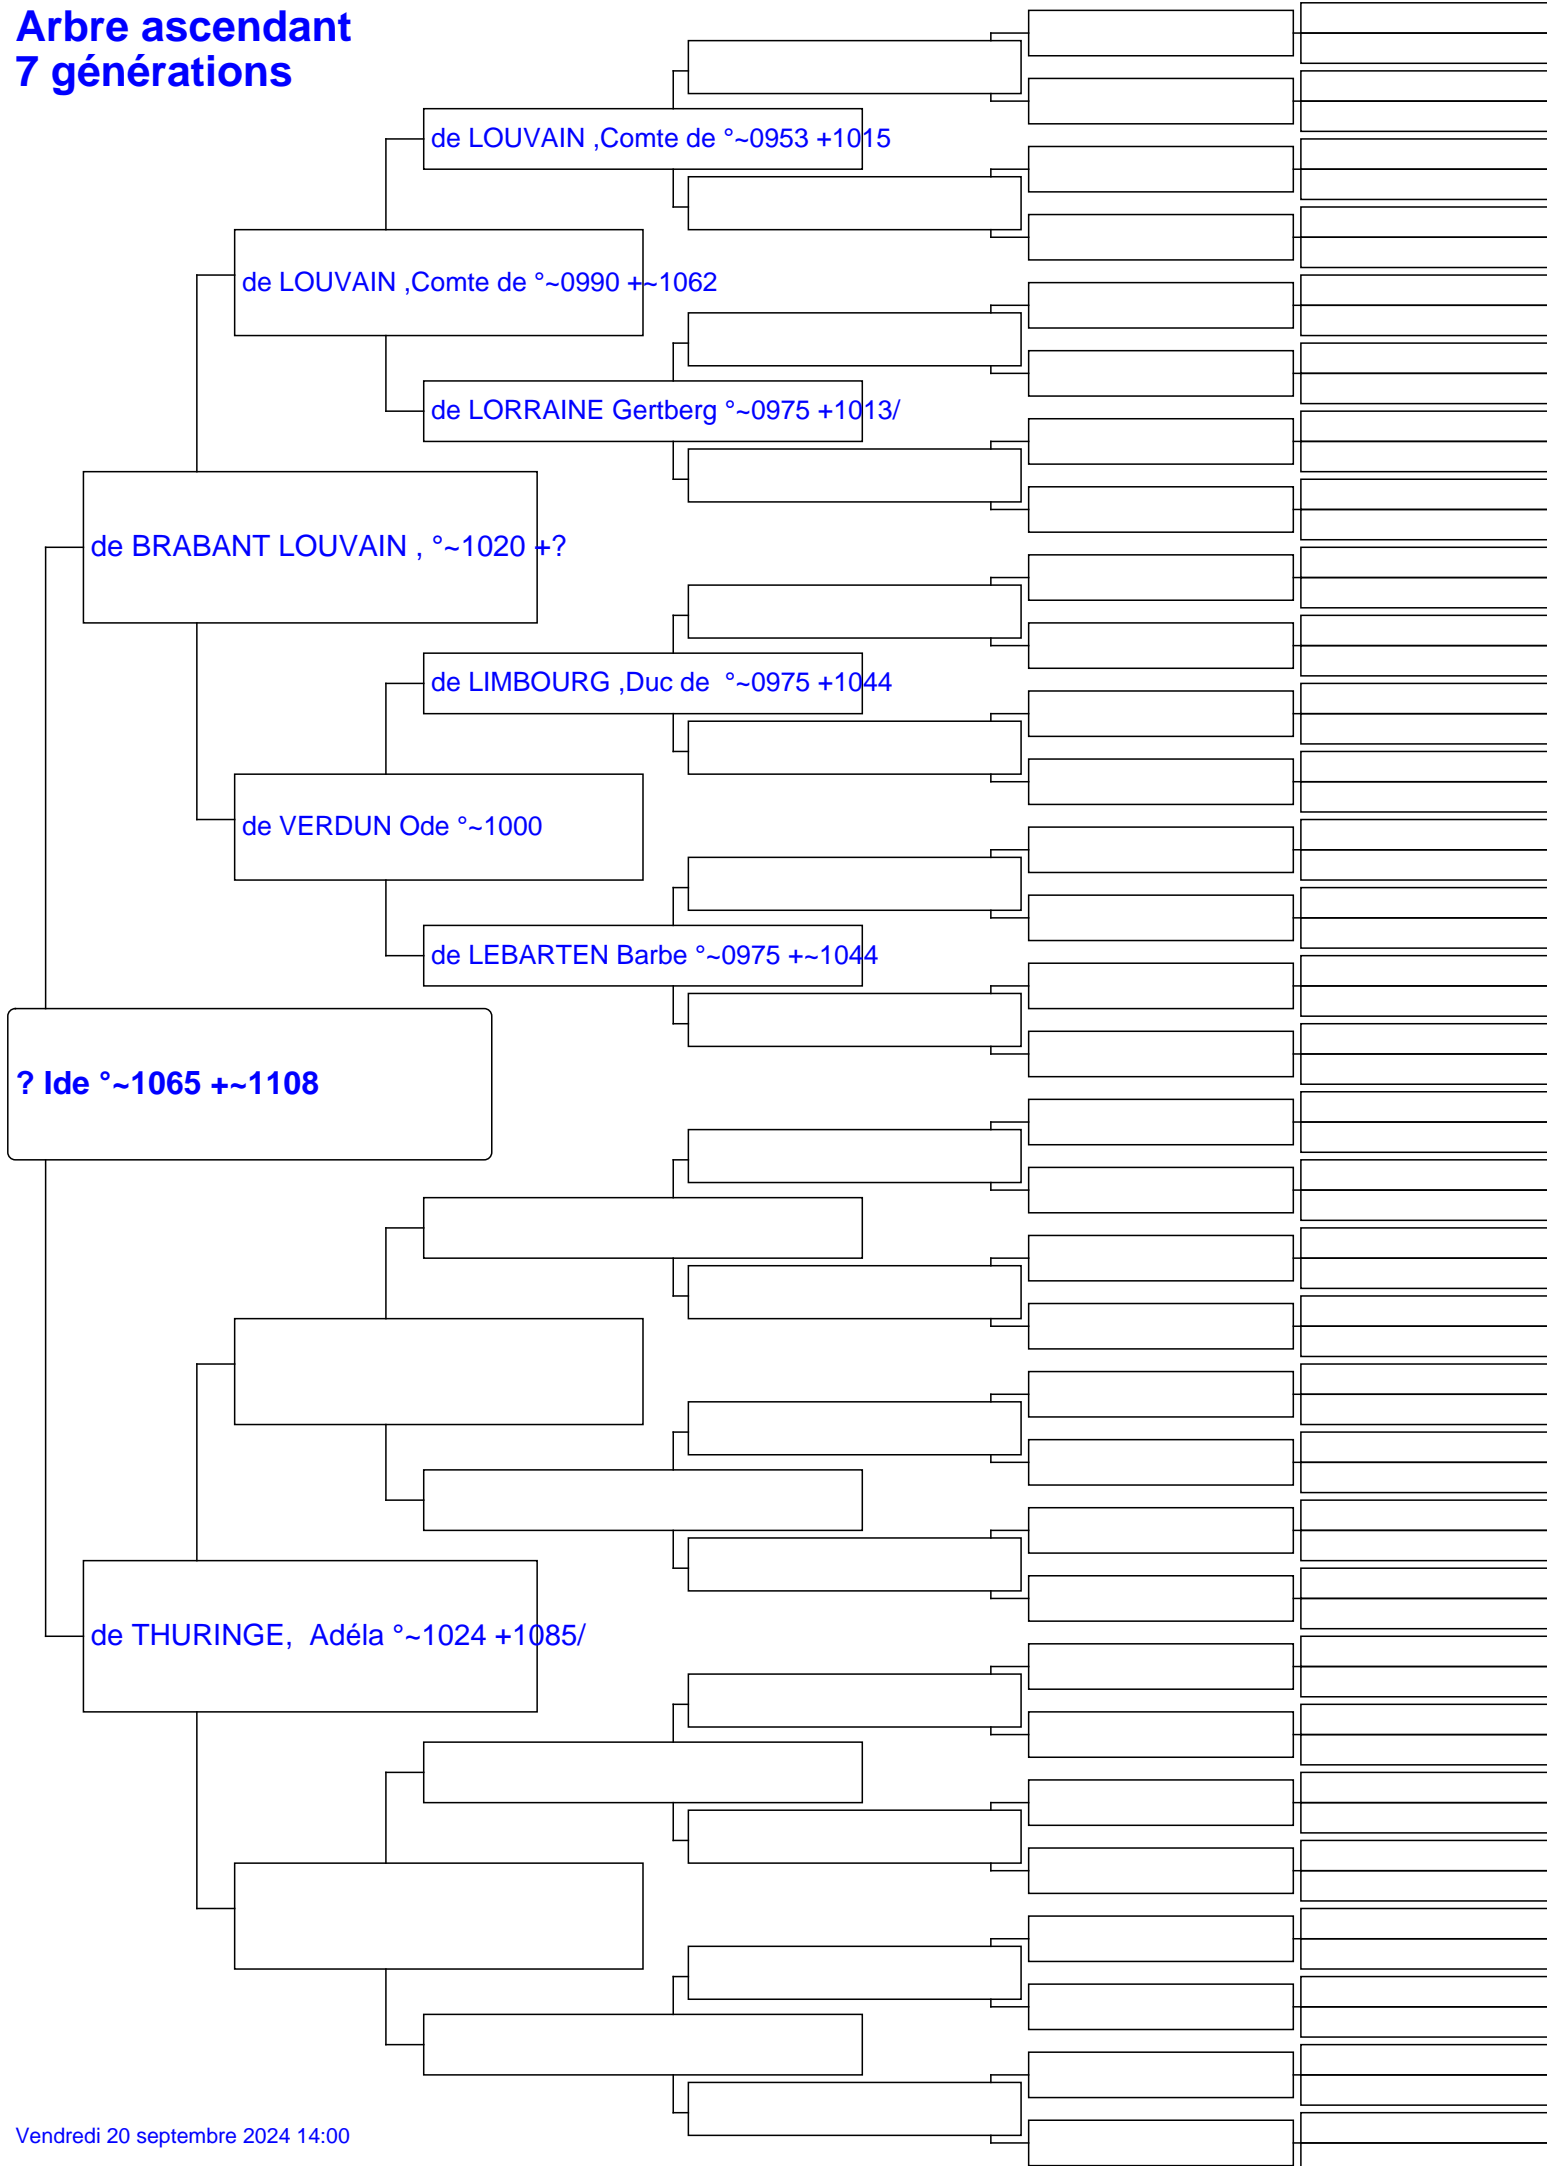 Arbre ascendant
7 générations
de LOUVAIN ,Comte de °~0953 +1015
de LOUVAIN ,Comte de °~0990 +~1062
de LORRAINE Gertberg °~0975 +1013/
de BRABANT LOUVAIN , °~1020 +?
de LIMBOURG ,Duc de  °~0975 +1044
de VERDUN Ode °~1000
de LEBARTEN Barbe °~0975 +~1044
? Ide °~1065 +~1108
de THURINGE,  Adéla °~1024 +1085/
Vendredi 20 septembre 2024 14:00